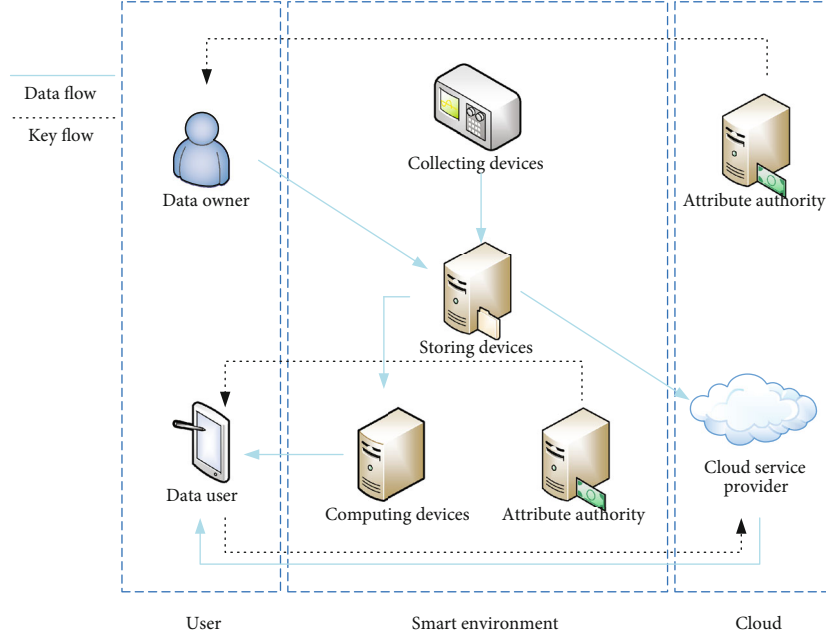 Data flow
Key flow
Data owner
Collecting devices
Attribute authority
Storing devices
Data user
Computing devices
Attribute authority
Cloud service
provider
User
Smart environment
Cloud